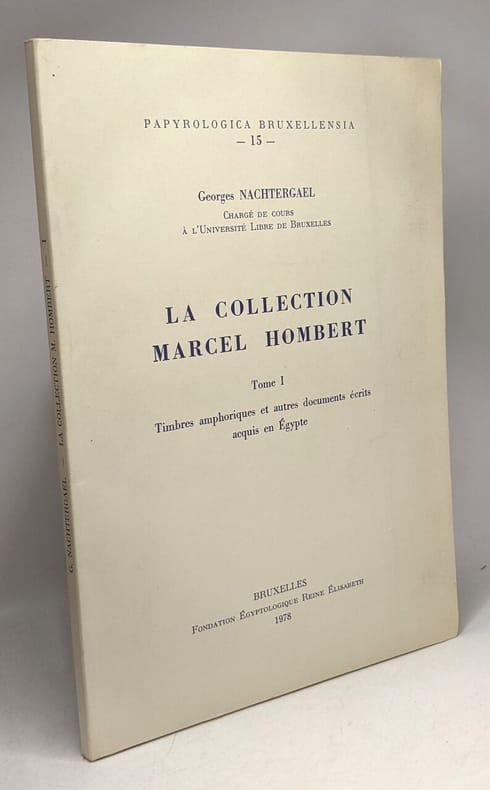 PAPYROLOGICA BRUXELLENSIA
— 15 —
Georges NACHTERGAEL
CHARGÉ DE COURS
À L'UNIVERSITÉ LIBRE DE BRUXELLES
LA COLLECTION
MARCEL HOMBERT
Tome I
Timbres amphoriques et autres documents écrits
acquis en Égypte
BRUXELLES
FONDATION ÉGYPTOLOGIQUE REINE ÉLISABETH
1978
G. NACHTERGAEL — LA COLLECTION M. HOMBERT — I